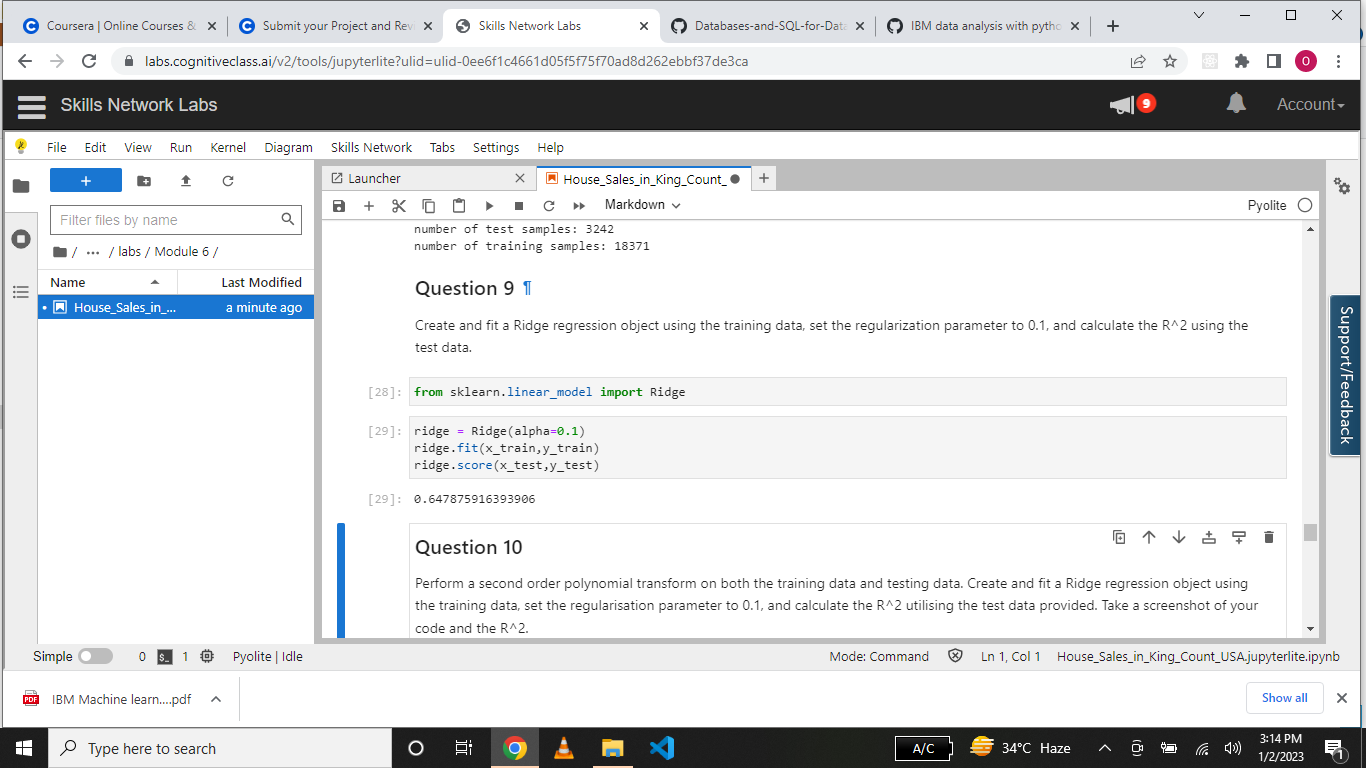 Coursera | Online Courses &
Submit your Project and Rev
Skills Network Labs
Databases-and-SQL-for-Data
IBM data analysis with pytho
labs.cognitiveclass.ai/v2/tools/jupyterlite?ulid=ulid-0ee6f1c4661d05f5f75f70ad8d262ebbf37de3ca
O
Skills Network Labs
9
Account
File Edit View Run Kernel Diagram Skills Network Tabs Settings Help
+
Launcher
House_Sales_in_King_Count_
Filter files by name
Markdown
Pyolite
/ ... / labs / Module 6 /
Name Last Modified
House_Sales_in_... a minute ago
number of test samples: 3242
number of training samples: 18371
Question 9 ¶
Create and fit a Ridge regression object using the training data, set the regularization parameter to 0.1, and calculate the R^2 using the
test data.
[28]: from sklearn.linear_model import Ridge
[29]: ridge = Ridge(alpha=0.1)
ridge.fit(x_train,y_train)
ridge.score(x_test,y_test)
[29]: 0.647875916393906
Question 10
Perform a second order polynomial transform on both the training data and testing data. Create and fit a Ridge regression object using
the training data, set the regularisation parameter to 0.1, and calculate the R^2 utilising the test data provided. Take a screenshot of your
code and the R^2.
Support/Feedback
Simple 0 $_ 1 Pyolite | Idle Mode: Command Ln 1, Col 1 House_Sales_in_King_Count_USA.jupyterlite.ipynb
PDF IBM Machine learn....pdf
Show all
Type here to search
A/C
34°C Haze
3:14 PM
1/2/2023
1